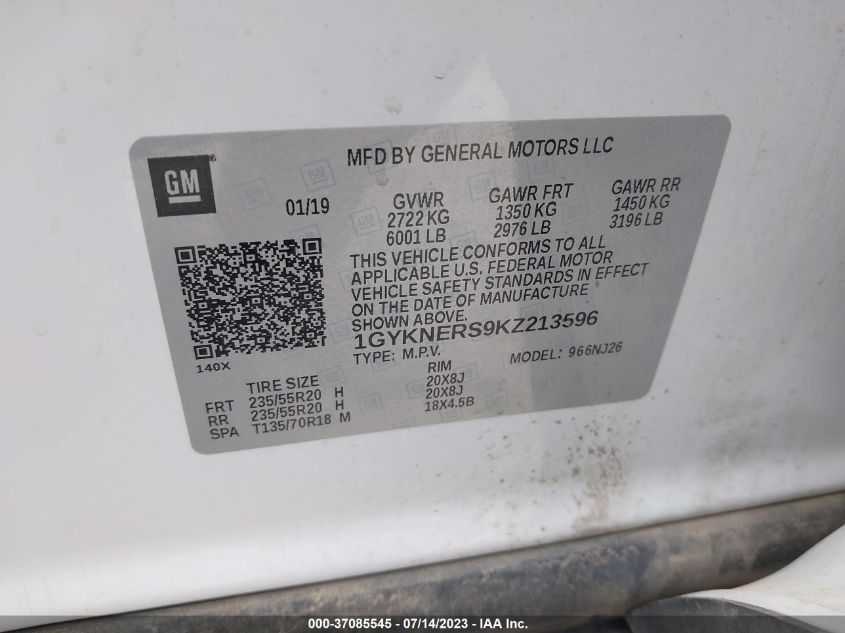 MFD BY GENERAL MOTORS LLC
GM ®
01/19
GVWR GAWR FRT GAWR RR
2722 KG 1350 KG 1450 KG
6001 LB 2976 LB 3196 LB
THIS VEHICLE CONFORMS TO ALL
APPLICABLE U.S. FEDERAL MOTOR
VEHICLE SAFETY STANDARDS IN EFFECT
ON THE DATE OF MANUFACTURE
SHOWN ABOVE.
1GYKNERS9KZ213596
TYPE: M.P.V. MODEL: 966NJ26
140X
TIRE SIZE RIM
FRT 235/55R20 H 20X8J
RR 235/55R20 H 20X8J
SPA T135/70R18 M 18X4.5B
000-37085545 - 07/14/2023 - IAA Inc.